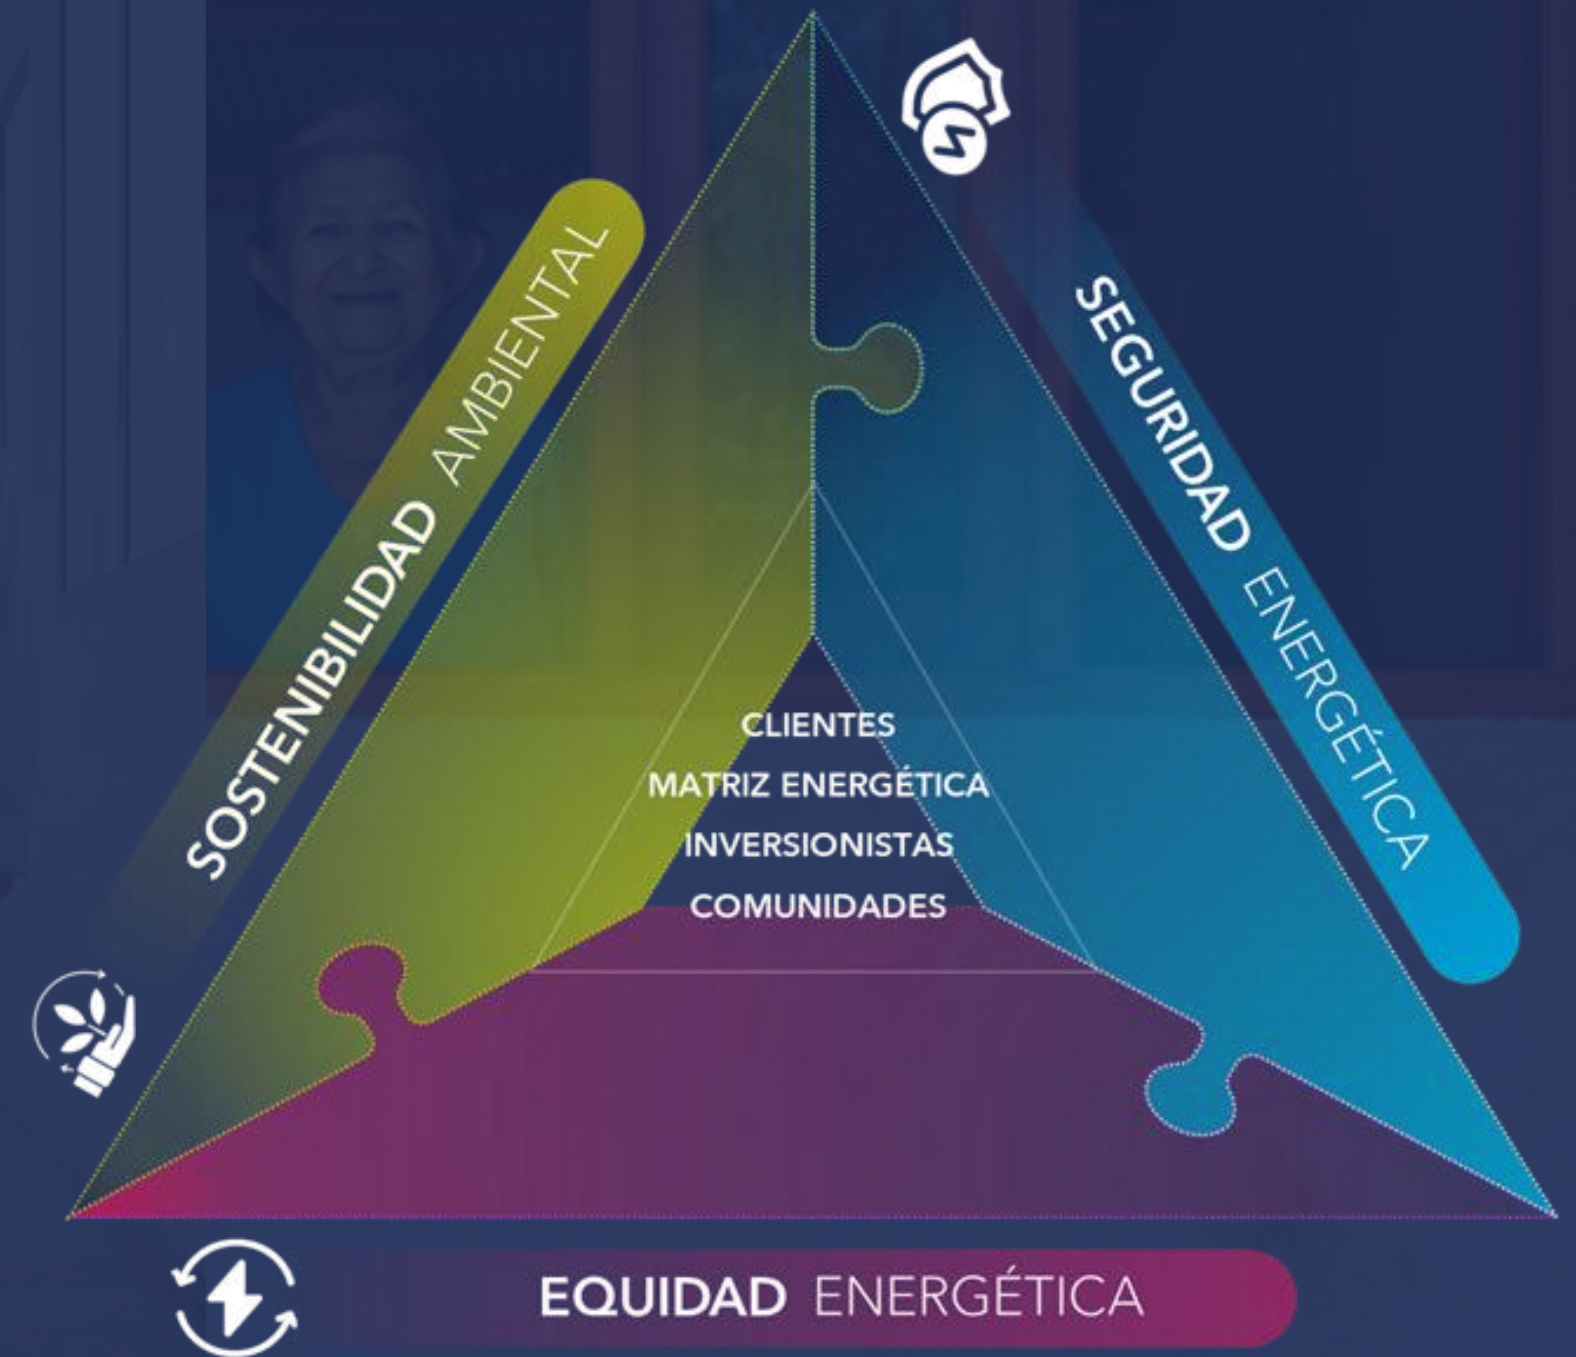 SOSTENIBILIDAD AMBIENTAL
SEGURIDAD ENERGÉTICA
CLIENTES
MATRIZ ENERGÉTICA
INVERSIONISTAS
COMUNIDADES
EQUIDAD ENERGÉTICA